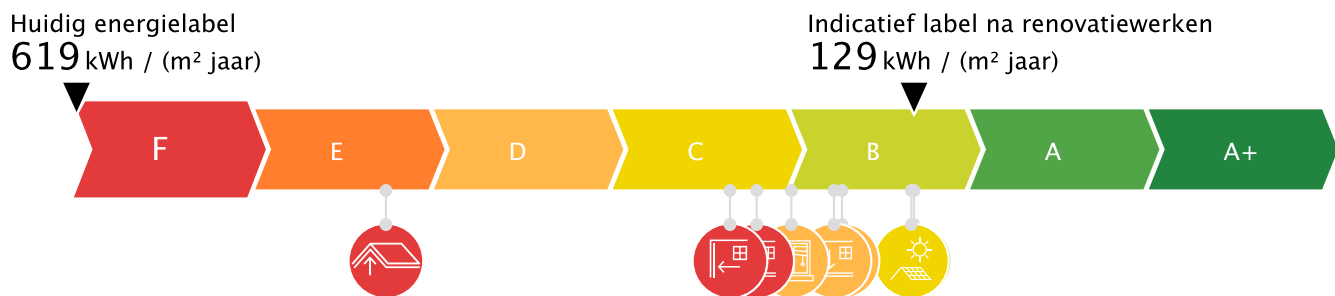 Huidig energielabel
619 kWh / (m² jaar)
Indicatief label na renovatiewerken
129 kWh / (m² jaar)
F E D C B A A+